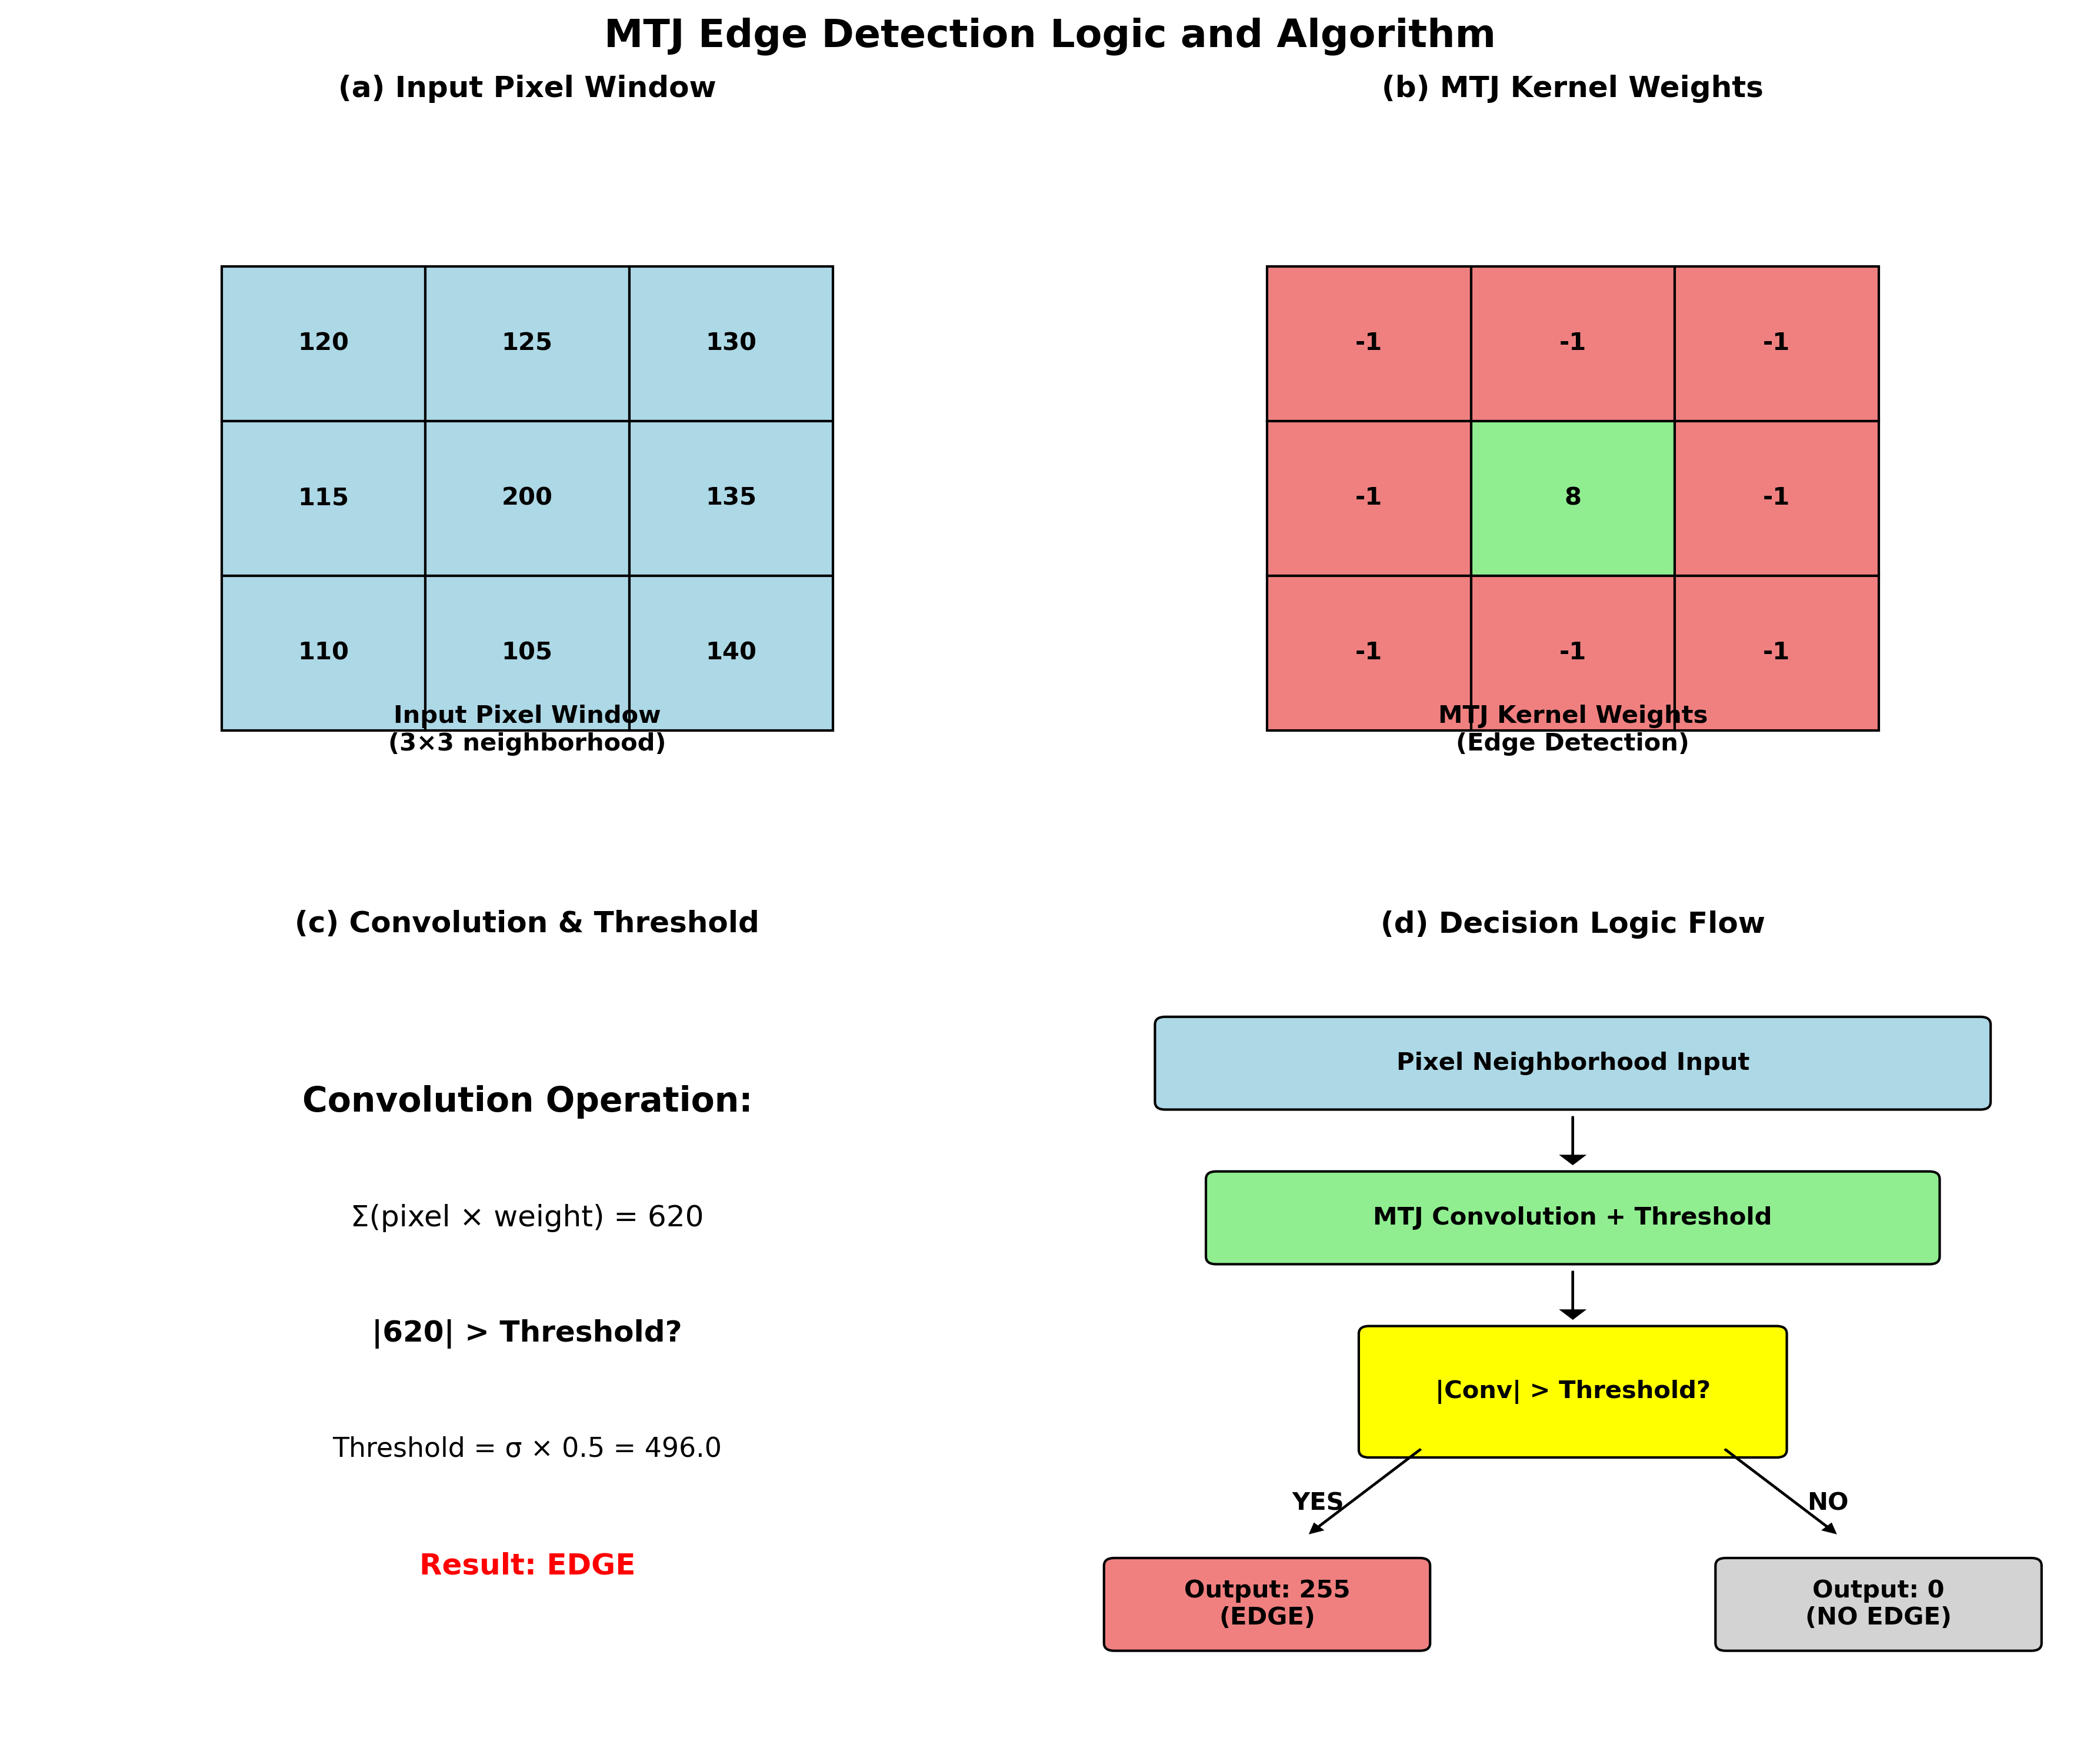 MTJ Edge Detection Logic and Algorithm
(a) Input Pixel Window
120 125 130
115 200 135
110 105 140
Input Pixel Window
(3×3 neighborhood)
(b) MTJ Kernel Weights
-1 -1 -1
-1 8 -1
-1 -1 -1
MTJ Kernel Weights
(Edge Detection)
(c) Convolution & Threshold
Convolution Operation:
Σ(pixel × weight) = 620
|620| > Threshold?
Threshold = σ × 0.5 = 496.0
Result: EDGE
(d) Decision Logic Flow
Pixel Neighborhood Input
MTJ Convolution + Threshold
|Conv| > Threshold?
YES
NO
Output: 255
(EDGE)
Output: 0
(NO EDGE)